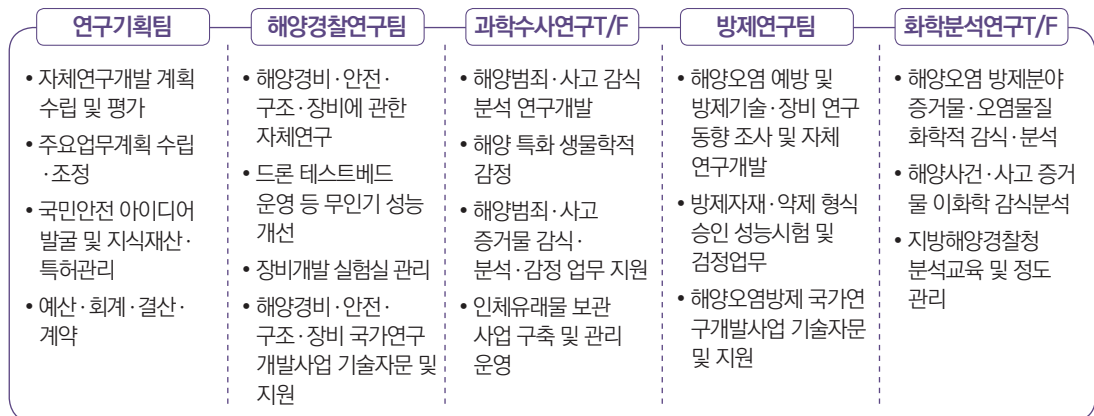 연구기획팀
• 자체연구개발 계획
수립 및 평가
• 주요업무계획 수립
·조정
• 국민안전 아이디어
발굴 및 지식재산·
특허관리
• 예산·회계·결산·
계약
해양경찰연구팀
• 해양경비·안전·
구조·장비에 관한
자체연구
• 드론 테스트베드
운영 등 무인기 성능
개선
• 장비개발 실험실 관리
• 해양경비·안전·
구조·장비 국가연구
개발사업 기술자문 및
지원
과학수사연구T/F
• 해양범죄·사고 감식
분석 연구개발
• 해양 특화 생물학적
감정
• 해양범죄·사고
증거물 감식·
분석·감정 업무 지원
• 인체유래물 보관
사업 구축 및 관리
운영
방제연구팀
• 해양오염 예방 및
방제기술·장비 연구
동향 조사 및 자체
연구개발
• 방제자재·약제 형식
승인 성능시험 및
검정업무
• 해양오염방제 국가연
구개발사업 기술자문
및 지원
화학분석연구T/F
• 해양오염 방제분야
증거물·오염물질
화학적 감식·분석
• 해양사건·사고 증거
물 이화학 감식분석
• 지방해양경찰청
분석교육 및 정도
관리